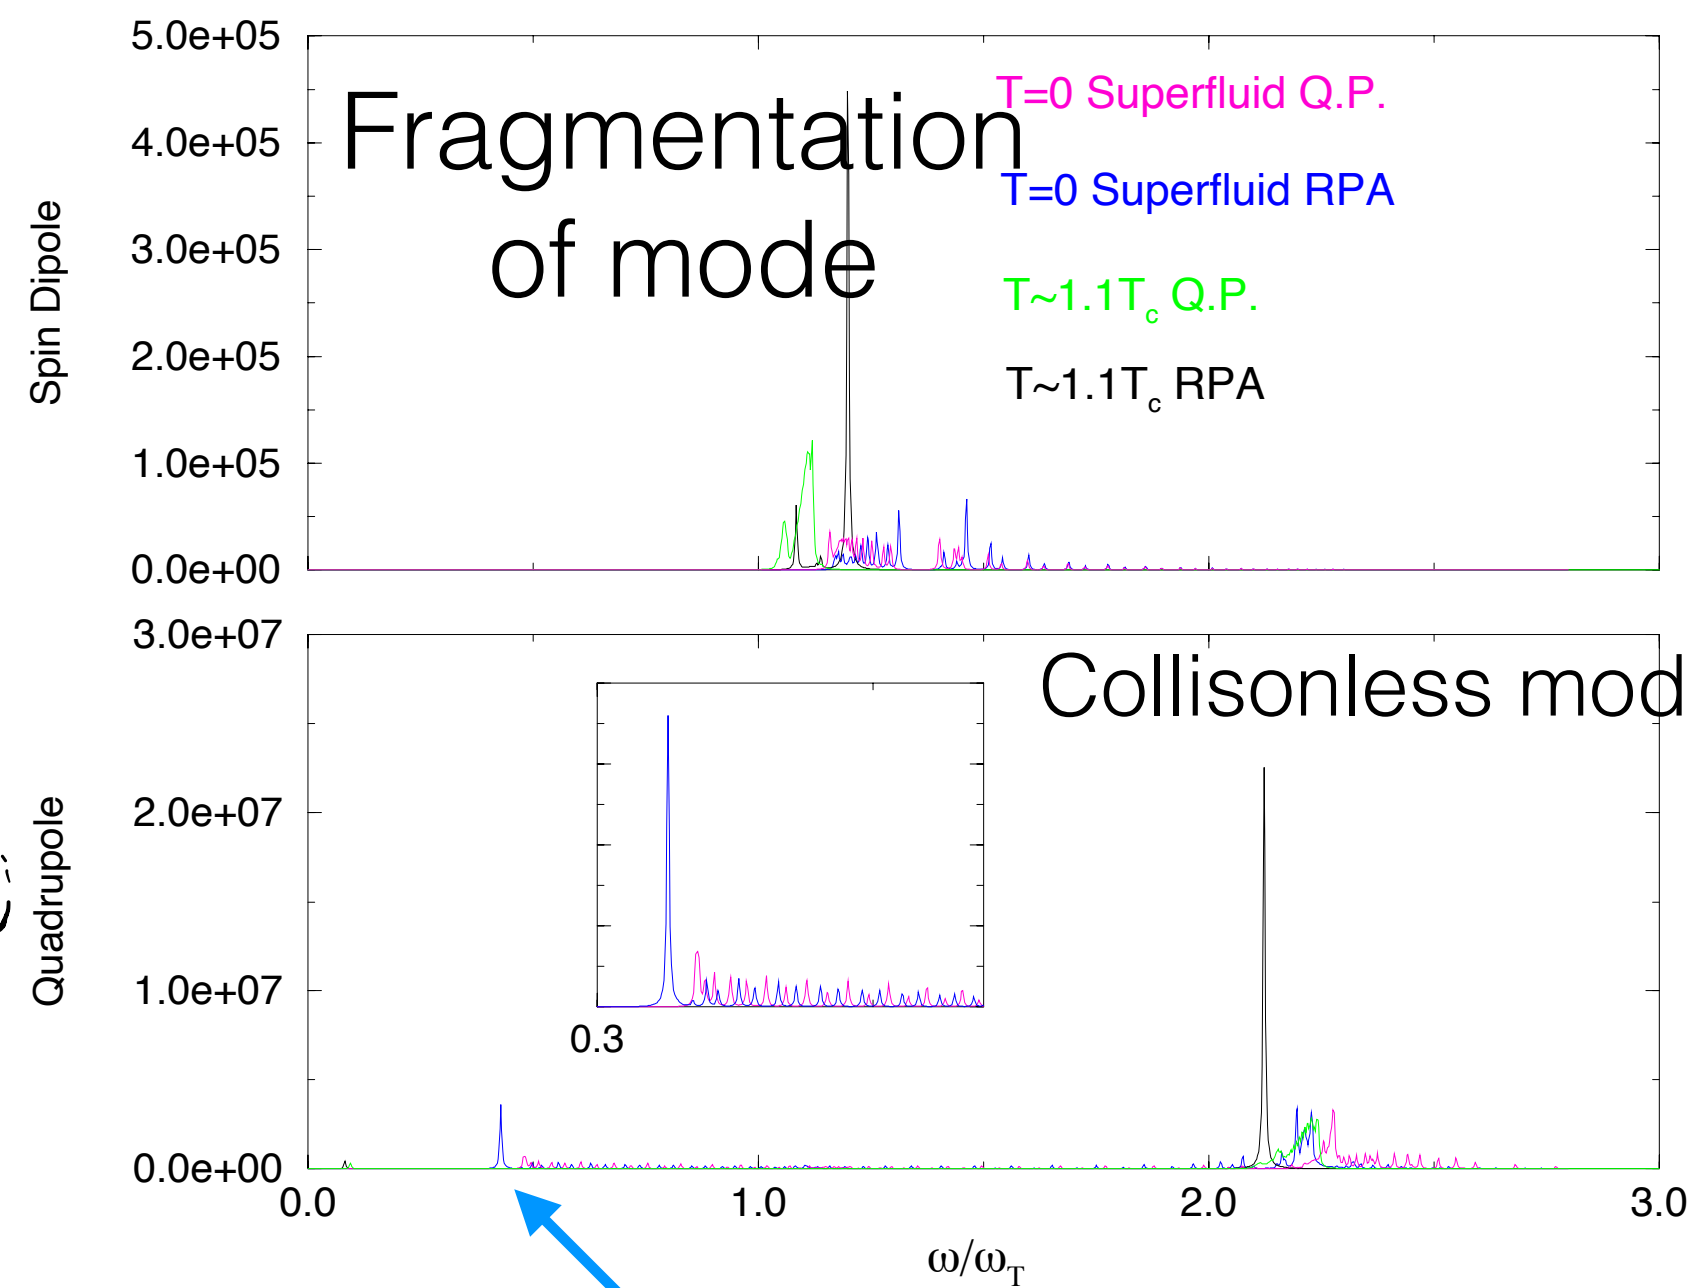 5.0e+05
4.0e+05
3.0e+05
2.0e+05
1.0e+05
0.0e+00
Spin Dipole
Fragmentation
of mode
T=0 Superfluid Q.P.
T=0 Superfluid RPA
T~1.1Tc Q.P.
T~1.1Tc RPA
3.0e+07
2.0e+07
1.0e+07
0.0e+00
Quadrupole
Collisonless mod
0.3
0.0
1.0
2.0
3.0
ω/ωT